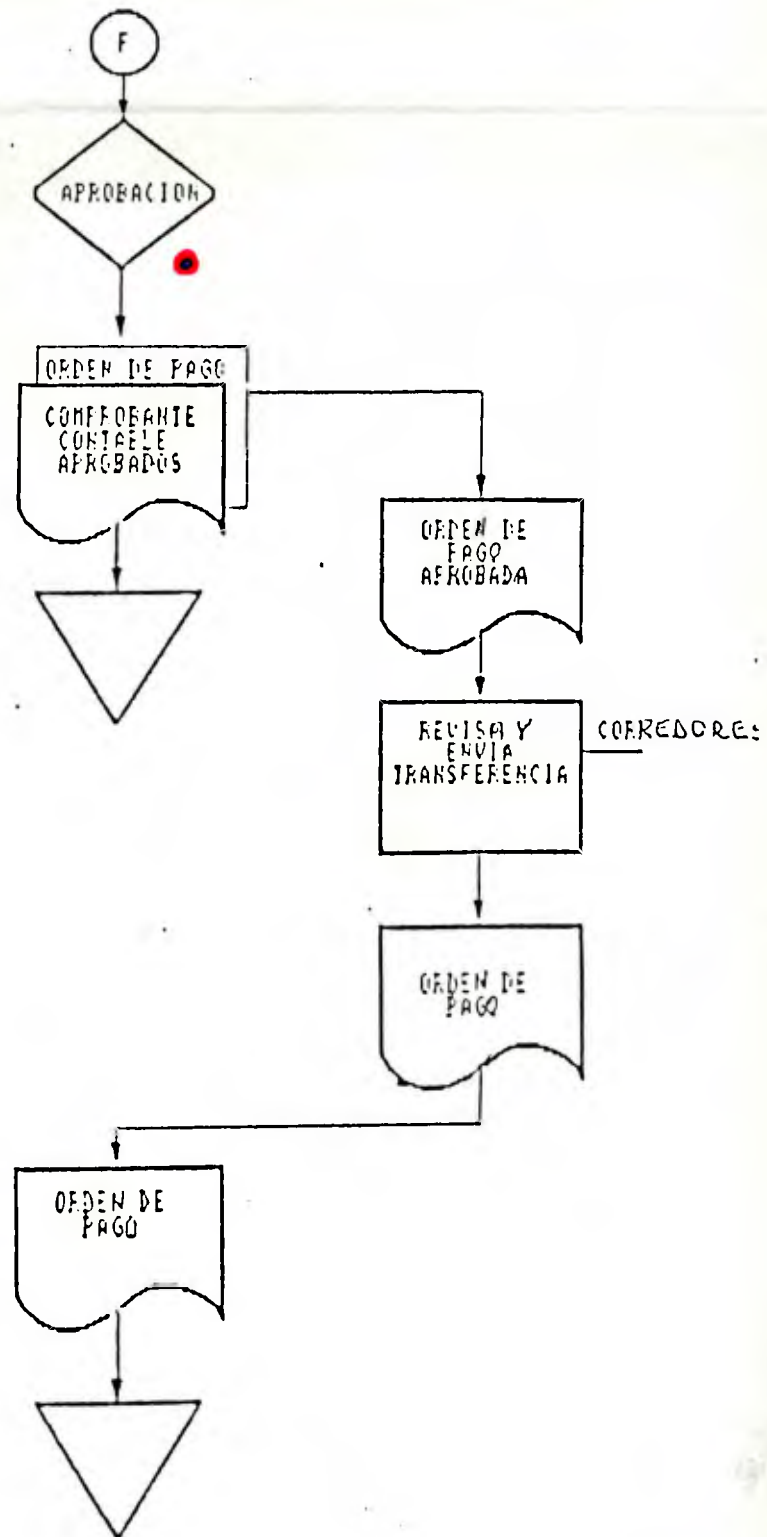 F
APROBACION
ORDEN DE PAGO
COMPROBANTE
CONTABLE
APROBADOS
ORDEN DE
PAGO
APROBADA
REVISA Y
ENVIA
TRANSFERENCIA
CORREDORES
ORDEN DE
PAGO
ORDEN DE
PAGO